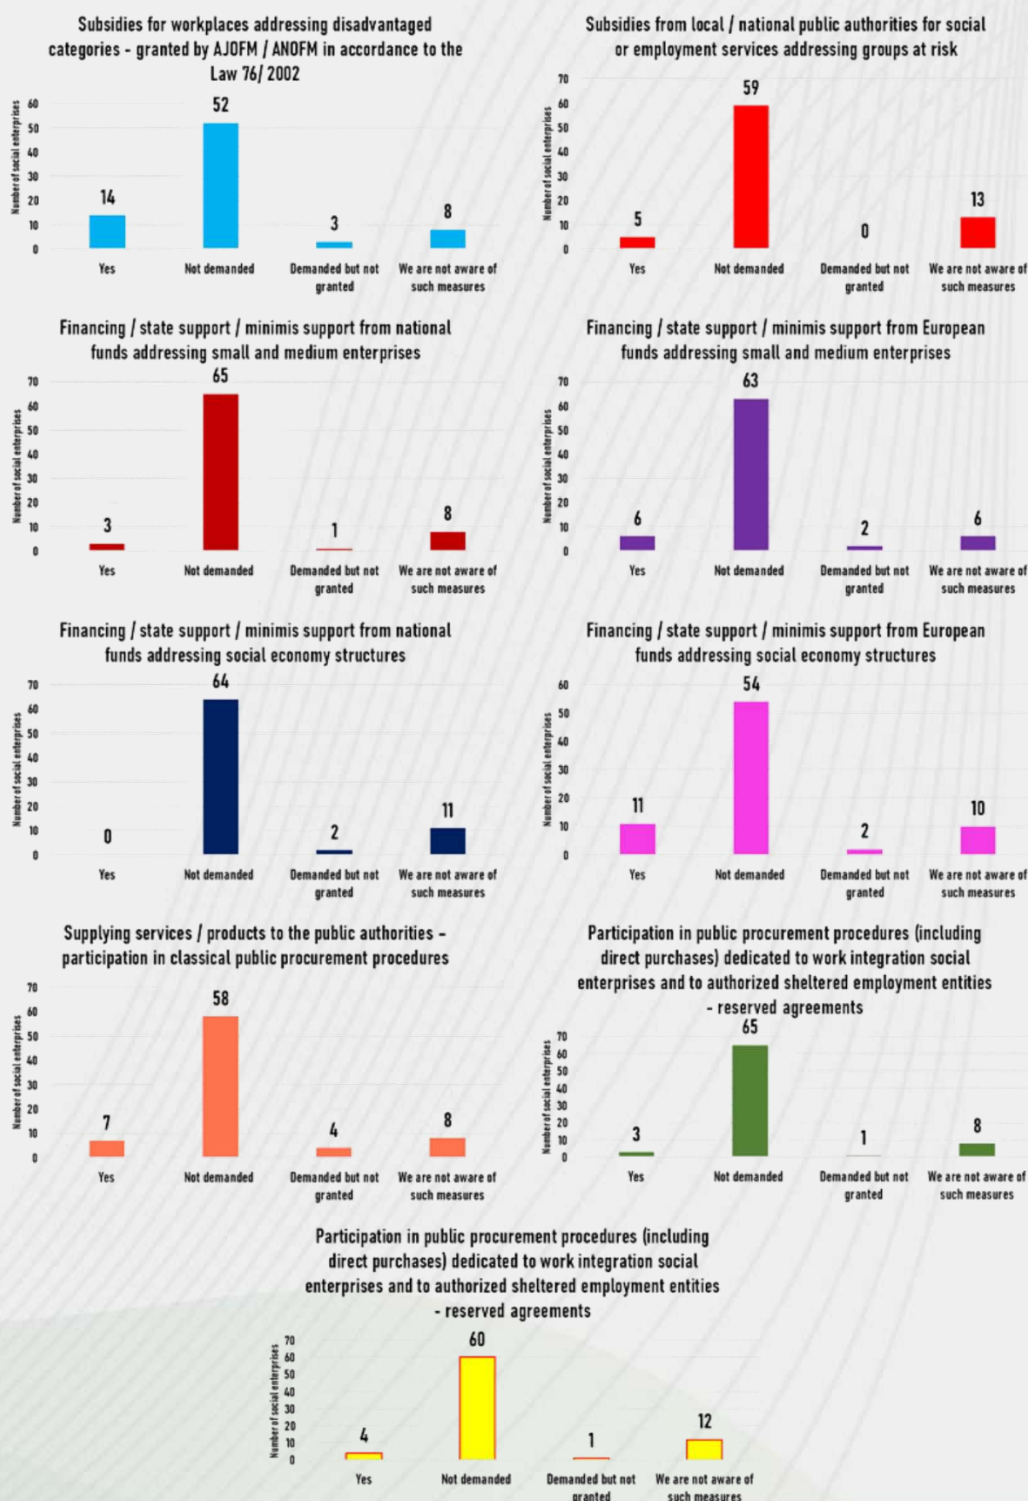 Subsidies for workplaces addressing disadvantaged
categories - granted by AJOFM / ANOFM in accordance to the
Law 76/ 2002
Number of social enterprises
60
50
40
30
20
10
0
14
52
3
8
Yes
Not demanded
Demanded but not
granted
We are not aware of
such measures
Subsidies from local / national public authorities for social
or employment services addressing groups at risk
Number of social enterprises
70
60
50
40
30
20
10
0
5
59
0
13
Yes
Not demanded
Demanded but not
granted
We are not aware of
such measures
Financing / state support / minimis support from national
funds addressing small and medium enterprises
Number of social enterprises
70
60
50
40
30
20
10
0
3
65
1
8
Yes
Not demanded
Demanded but not
granted
We are not aware of
such measures
Financing / state support / minimis support from European
funds addressing small and medium enterprises
Number of social enterprises
70
60
50
40
30
20
10
0
6
63
2
6
Yes
Not demanded
Demanded but not
granted
We are not aware of
such measures
Financing / state support / minimis support from national
funds addressing social economy structures
Number of social enterprises
70
60
50
40
30
20
10
0
0
64
2
11
Yes
Not demanded
Demanded but not
granted
We are not aware of
such measures
Financing / state support / minimis support from European
funds addressing social economy structures
Number of social enterprises
60
50
40
30
20
10
0
11
54
2
10
Yes
Not demanded
Demanded but not
granted
We are not aware of
such measures
Supplying services / products to the public authorities -
participation in classical public procurement procedures
Number of social enterprises
70
60
50
40
30
20
10
0
7
58
4
8
Yes
Not demanded
Demanded but not
granted
We are not aware of
such measures
Participation in public procurement procedures (including
direct purchases) dedicated to work integration social
enterprises and to authorized sheltered employment entities
- reserved agreements
Number of social enterprises
70
60
50
40
30
20
10
0
3
65
1
8
Yes
Not demanded
Demanded but not
granted
We are not aware of
such measures
Participation in public procurement procedures (including
direct purchases) dedicated to work integration social
enterprises and to authorized sheltered employment entities
- reserved agreements
Number of social enterprises
70
60
50
40
30
20
10
0
4
60
1
12
Yes
Not demanded
Demanded but not
granted
We are not aware of
such measures